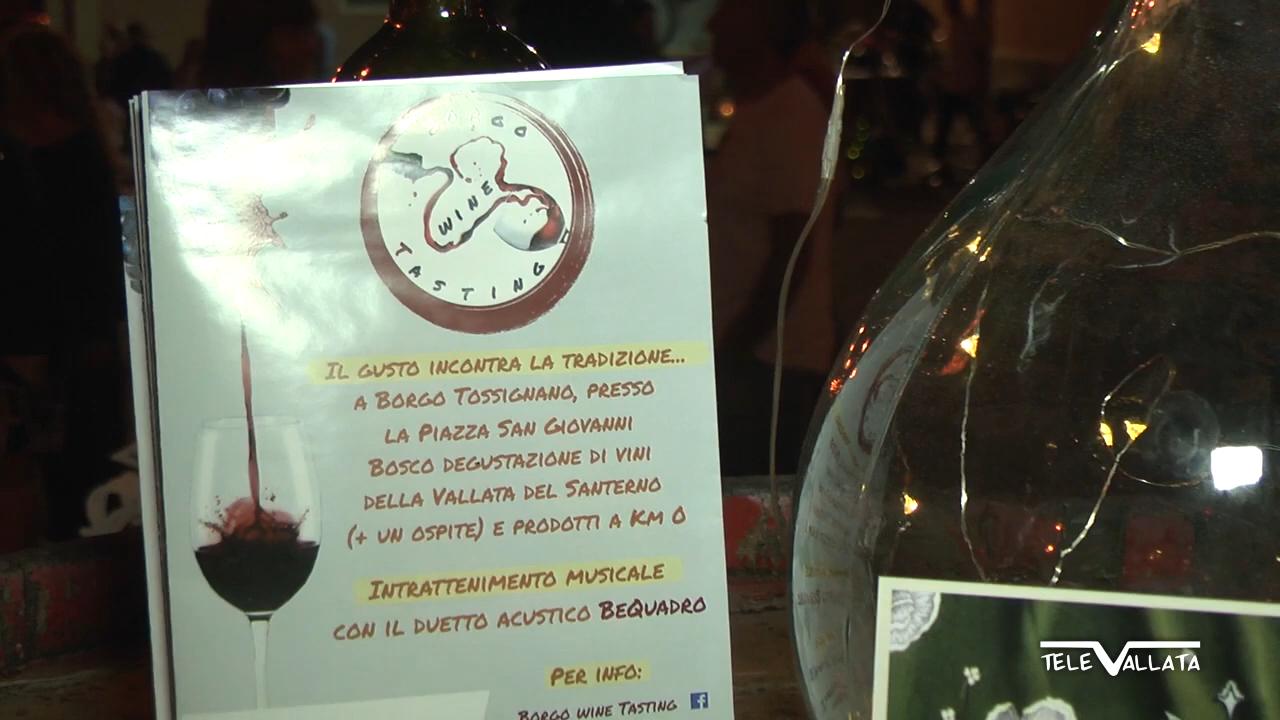 BORGO
WINE
TASTING
IL GUSTO INCONTRA LA TRADIZIONE...
A BORGO TOSSIGNANO, PRESSO
LA PIAZZA SAN GIOVANNI
BOSCO DEGUSTAZIONE DI VINI
DELLA VALLATA DEL SANTERNO
(+ UN OSPITE) E PRODOTTI A KM 0
INTRATTENIMENTO MUSICALE
CON IL DUETTO ACUSTICO BEQUADRO
PER INFO:
BORGO WINE TASTING f
TELEVALLATA